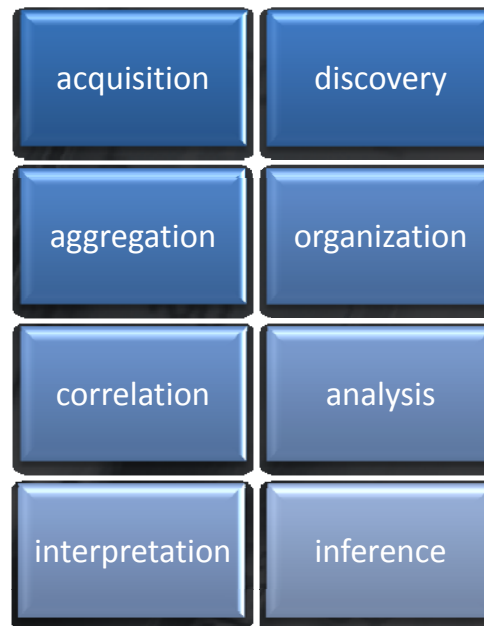 acquisition
discovery
aggregation
organization
correlation
analysis
interpretation
inference